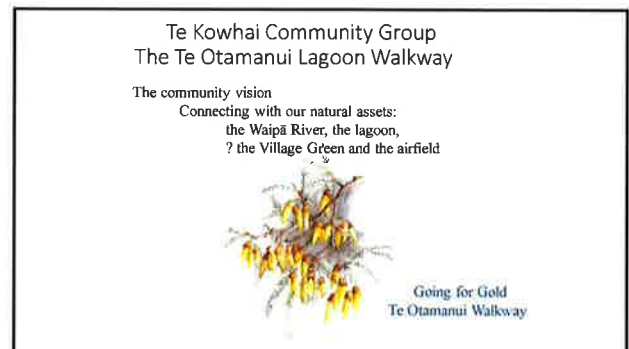 Te Kowhai Community Group
The Te Otamanui Lagoon Walkway
The community vision
Connecting with our natural assets:
the Waipā River, the lagoon,
? the Village Green and the airfield
Going for Gold
Te Otamanui Walkway